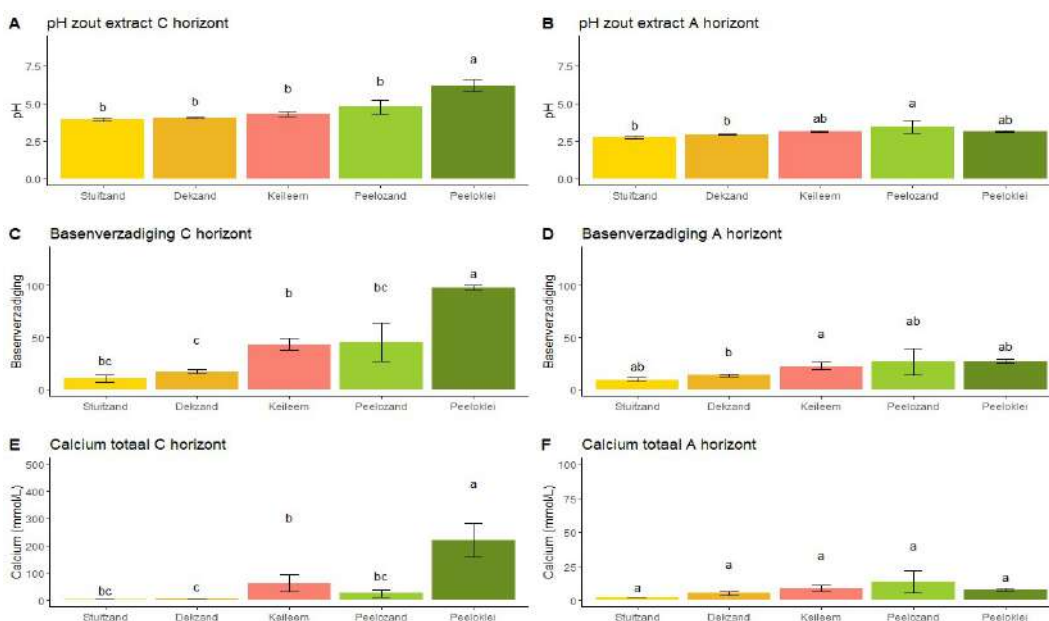 A pH zout extract C horizont
pH
7.5
5.0
2.5
0.0
b b b b a
Stuifzand Dekzand Keileem Peelozand Peeloklei
B pH zout extract A horizont
pH
7.5
5.0
2.5
0.0
b b ab a ab
Stuifzand Dekzand Keileem Peelozand Peeloklei
C Basenverzadiging C horizont
Basenverzadiging
100
50
0
bc c b bc a
Stuifzand Dekzand Keileem Peelozand Peeloklei
D Basenverzadiging A horizont
Basenverzadiging
100
50
0
ab b a ab ab
Stuifzand Dekzand Keileem Peelozand Peeloklei
E Calcium totaal C horizont
Calcium (mmol/L)
500
400
300
200
100
0
bc c b bc a
Stuifzand Dekzand Keileem Peelozand Peeloklei
F Calcium totaal A horizont
Calcium (mmol/L)
100
75
50
25
0
a a a a a
Stuifzand Dekzand Keileem Peelozand Peeloklei